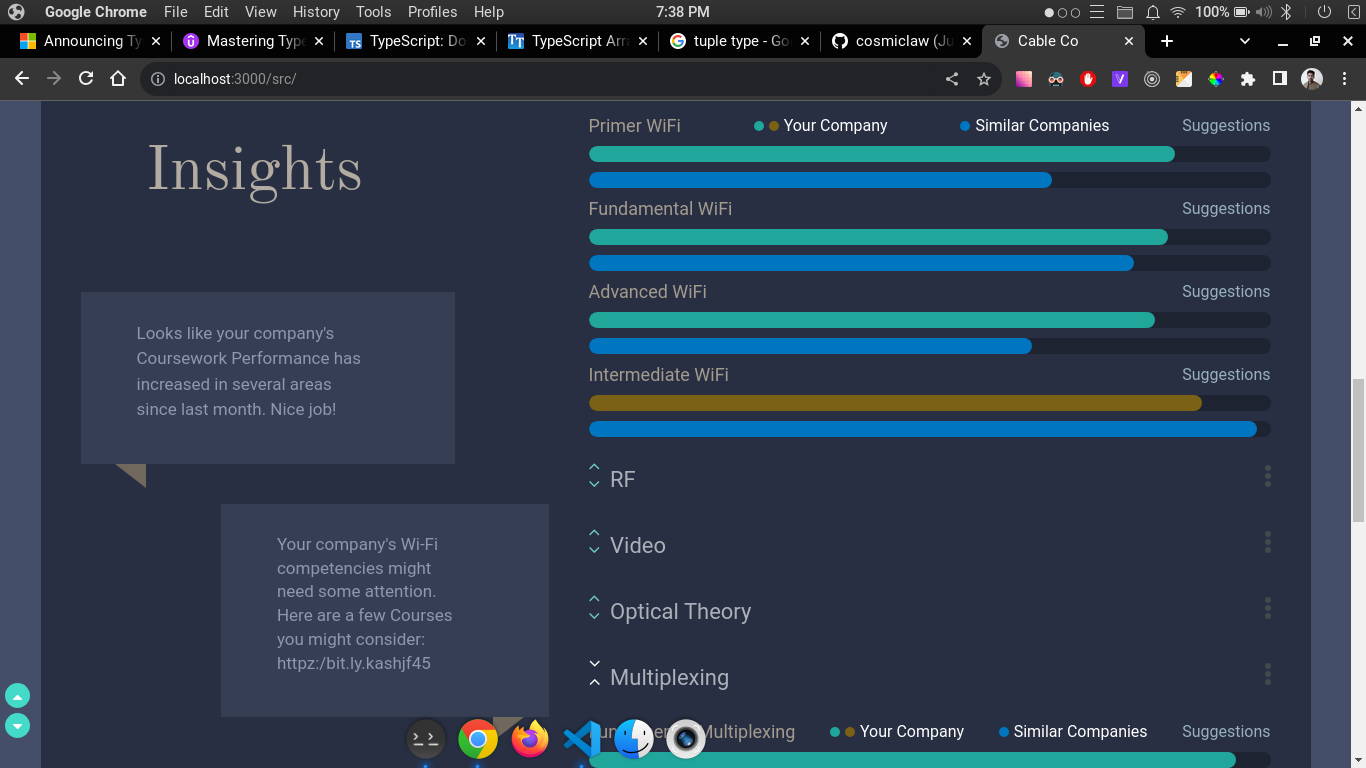 Google Chrome File Edit View History Tools Profiles Help 7:38 PM 100%
Announcing Ty Mastering Type TypeScript: Do TypeScript Arra tuple type - Go cosmiclaw (Ju Cable Co
localhost:3000/src/
Insights
Looks like your company's
Coursework Performance has
increased in several areas
since last month. Nice job!
Your company's Wi-Fi
competencies might
need some attention.
Here are a few Courses
you might consider:
httpz:/bit.ly.kashjf45
Primer WiFi Your Company Similar Companies Suggestions
Fundamental WiFi Suggestions
Advanced WiFi Suggestions
Intermediate WiFi Suggestions
RF
Video
Optical Theory
Multiplexing
Multiplexing Your Company Similar Companies Suggestions